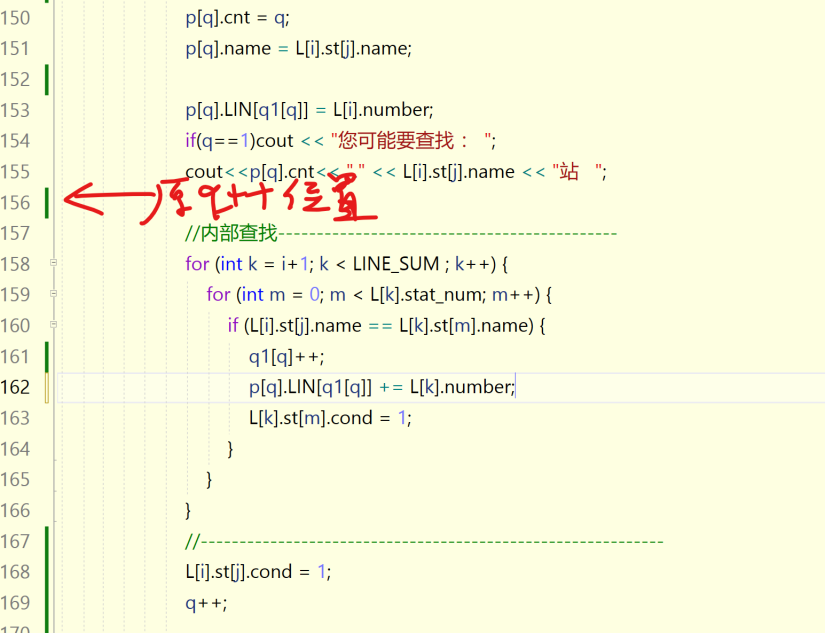 150 p[q].cnt = q;
151 p[q].name = L[i].st[j].name;
152
153 p[q].LIN[q1[q]] = L[i].number;
154 if(q==1)cout << "您可能要查找： ";
155 cout<<p[q].cnt<< " " << L[i].st[j].name << "站   ";
156 原q++位置
157 //内部查找-----------------------------------------
158 for (int k = i+1; k < LINE_SUM ; k++) {
159 for (int m = 0; m < L[k].stat_num; m++) {
160 if (L[i].st[j].name == L[k].st[m].name) {
161 q1[q]++;
162 p[q].LIN[q1[q]] += L[k].number;
163 L[k].st[m].cond = 1;
164 }
165 }
166 }
167 //--------------------------------------------------------
168 L[i].st[j].cond = 1;
169 q++;
170